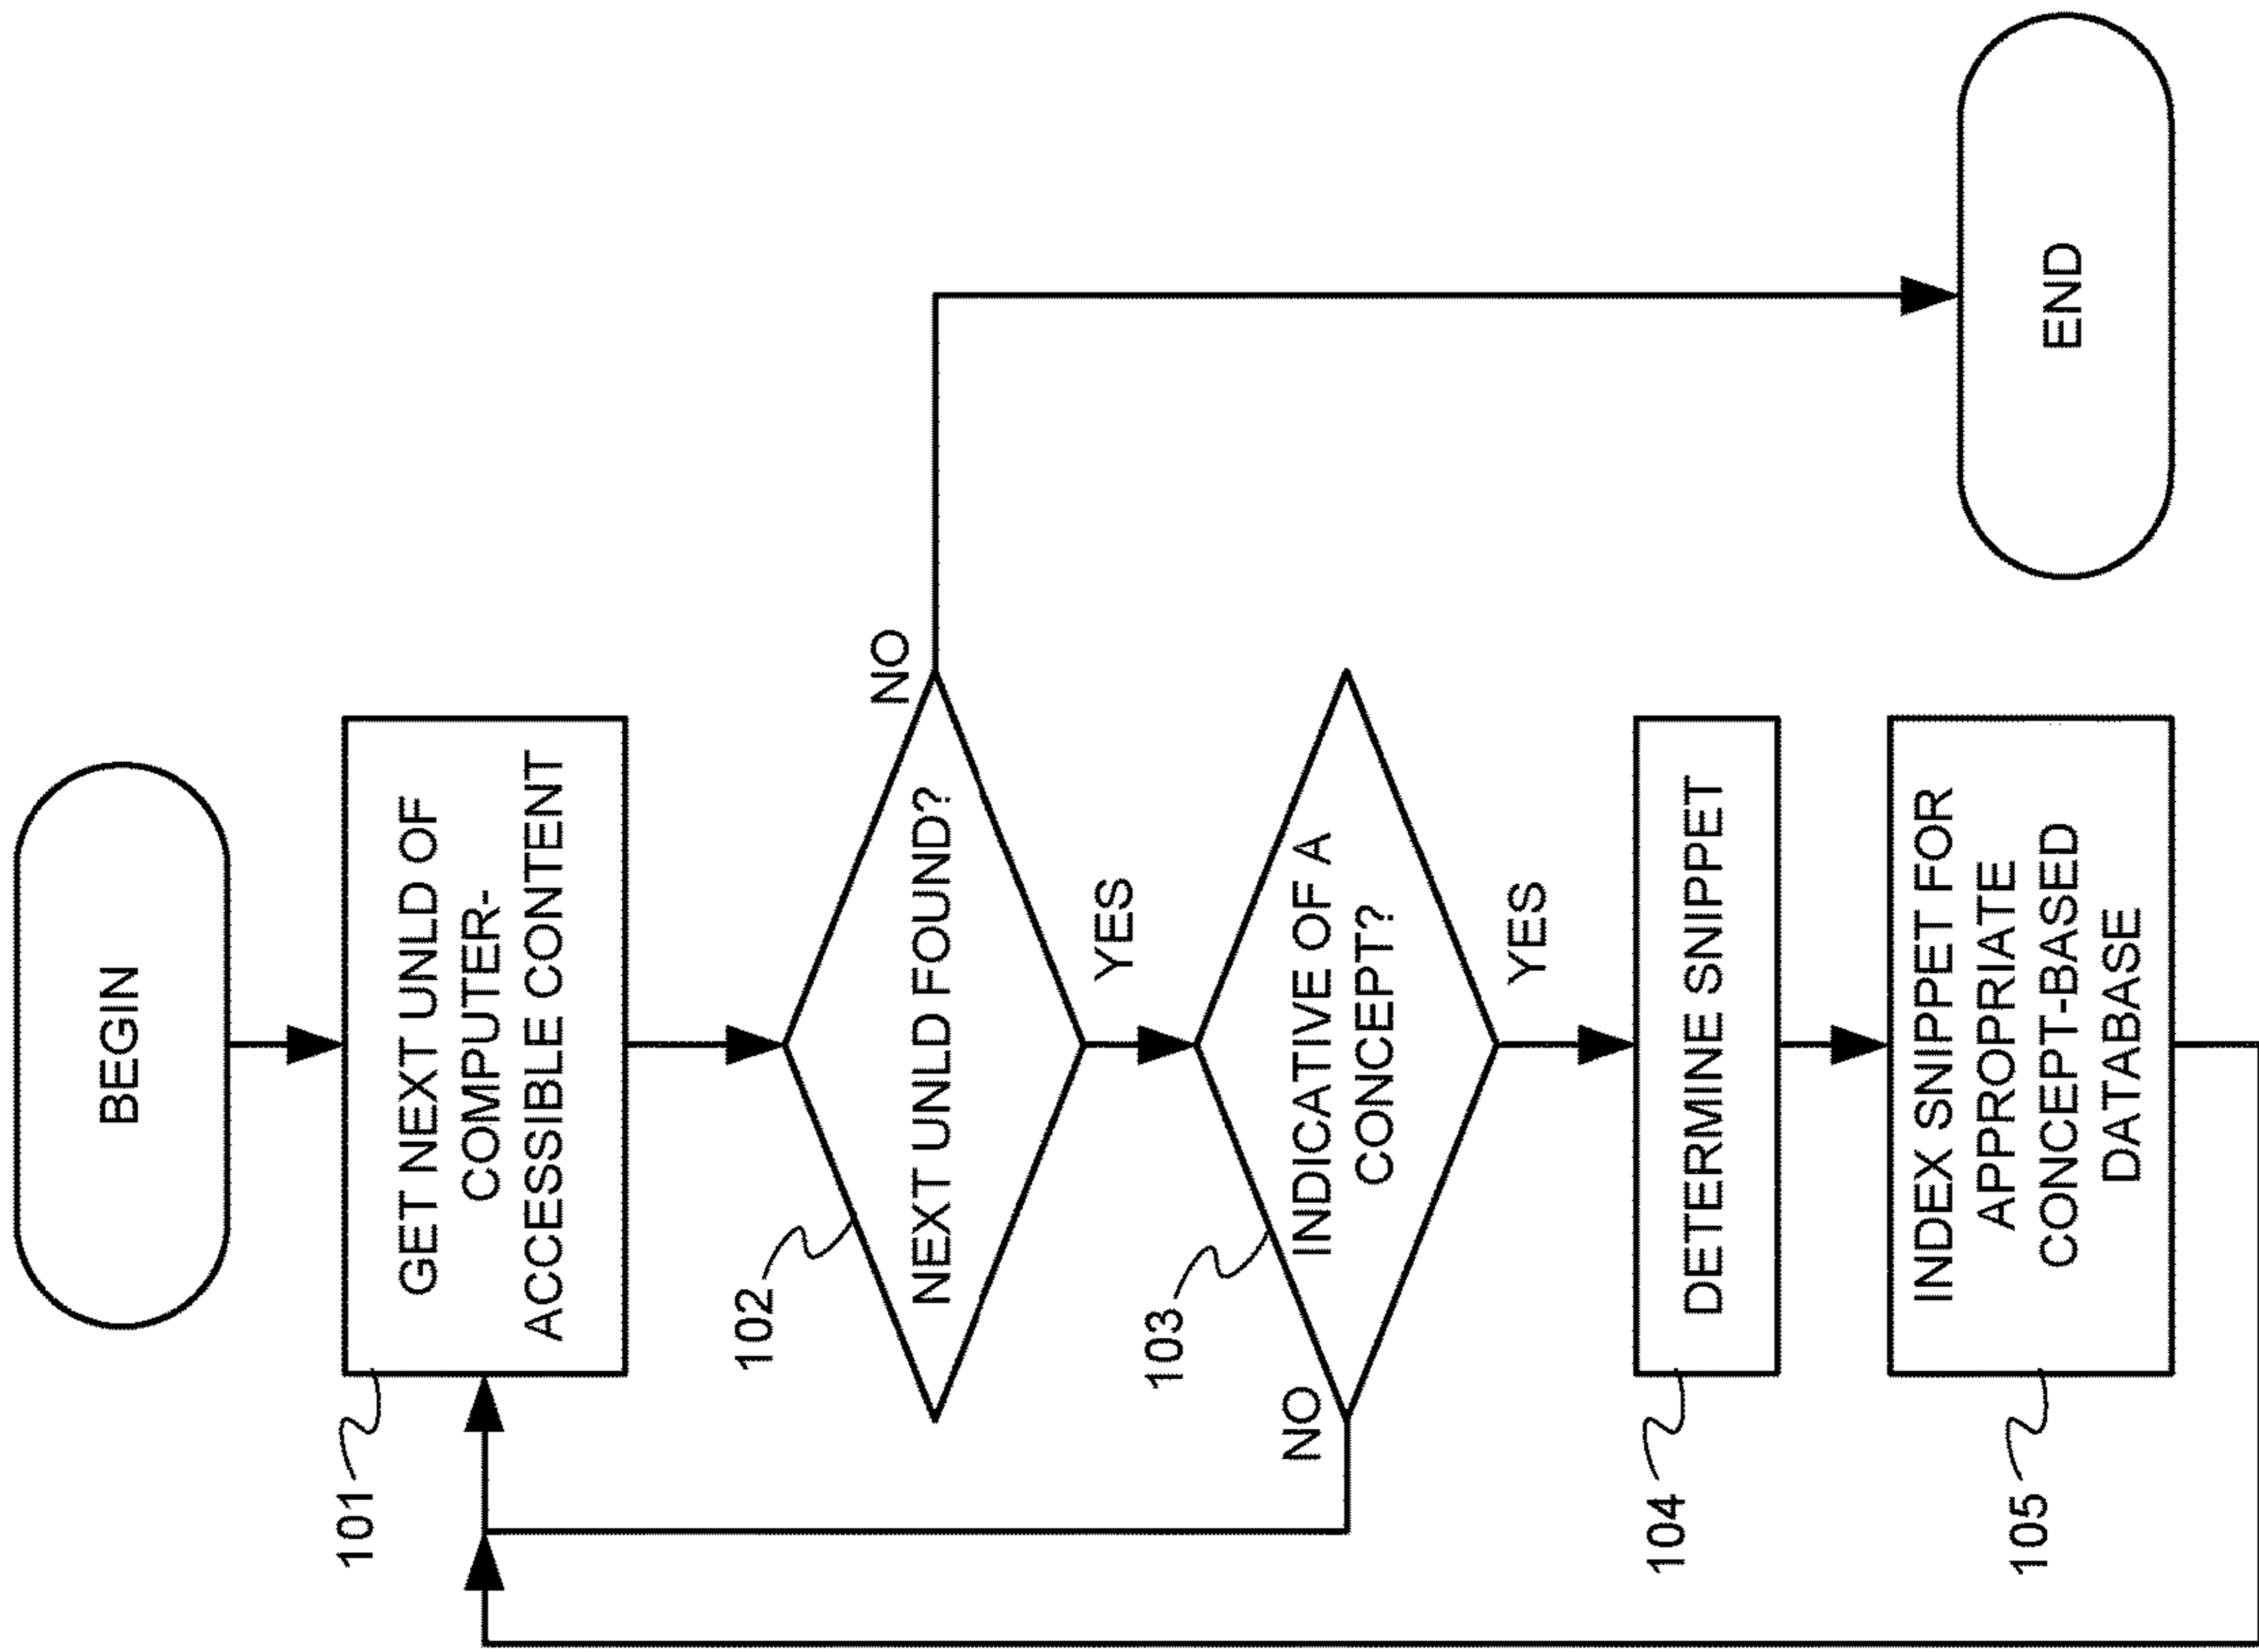 BEGIN
101
GET NEXT UNLD OF
COMPUTER-
ACCESSIBLE CONTENT
102
NEXT UNLD FOUND?
NO
YES
103
INDICATIVE OF A
CONCEPT?
NO
YES
104
DETERMINE SNIPPET
105
INDEX SNIPPET FOR
APPROPRIATE
CONCEPT-BASED
DATABASE
END